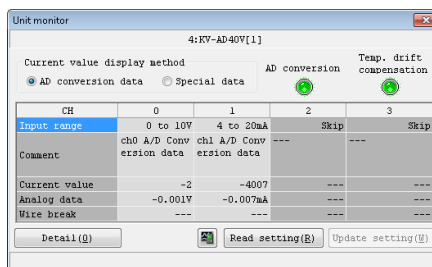 Unit monitor
4:KV-AD40V[1]
Current value display method
AD conversion data Special data
AD conversion
Temp. drift
compensation
CH 0 1 2 3
Input range 0 to 10V 4 to 20mA Skip Skip
Comment ch0 A/D Conv ch1 A/D Conv --- ---
ersion data ersion data
Current value -2 -4007 --- ---
Analog data -0.001V -0.007mA --- ---
Wire break --- --- --- ---
Detail(D) Read setting(R) Update setting(W)